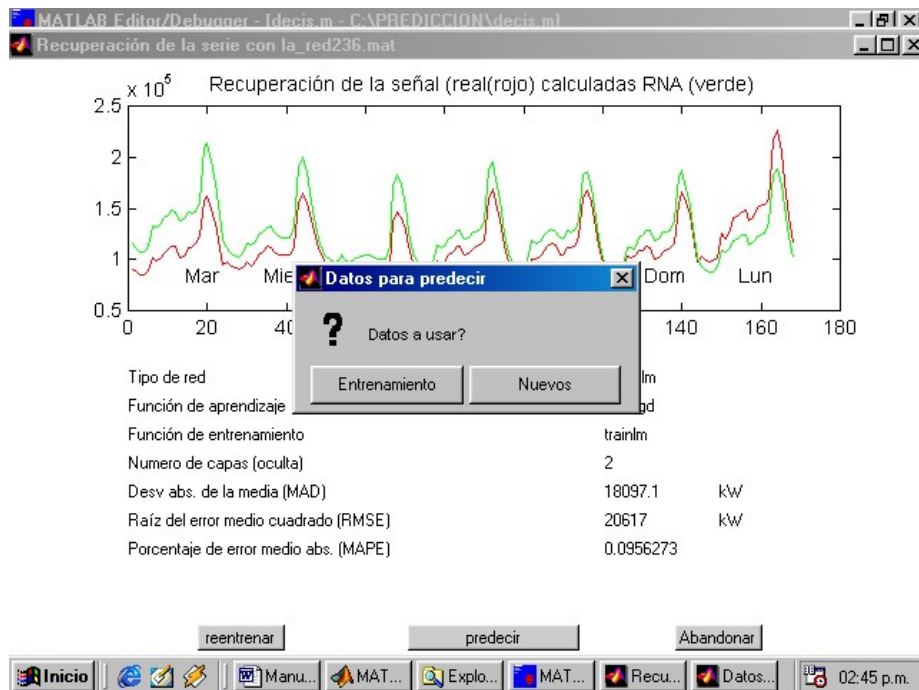 MATLAB Editor/Debugger - [decis.m - C:\PREDICCION\decis.m]
Recuperación de la serie con la_red236.mat
x 10^5 Recuperación de la señal (real(rojo) calculadas RNA (verde)
2.5
2
1.5
1
0.5
Mar Mie Dom Lun
0 20 140 160 180
Datos para predecir
Datos a usar?
Entrenamiento Nuevos
Tipo de red
Función de aprendizaje
Función de entrenamiento trainlm
Numero de capas (oculta) 2
Desv abs. de la media (MAD) 18097.1 kW
Raíz del error medio cuadrado (RMSE) 20617 kW
Porcentaje de error medio abs. (MAPE) 0.0956273
reentrenar predecir Abandonar
Inicio Manu... MAT... Explo... MAT... Recu... Datos... 02:45 p.m.